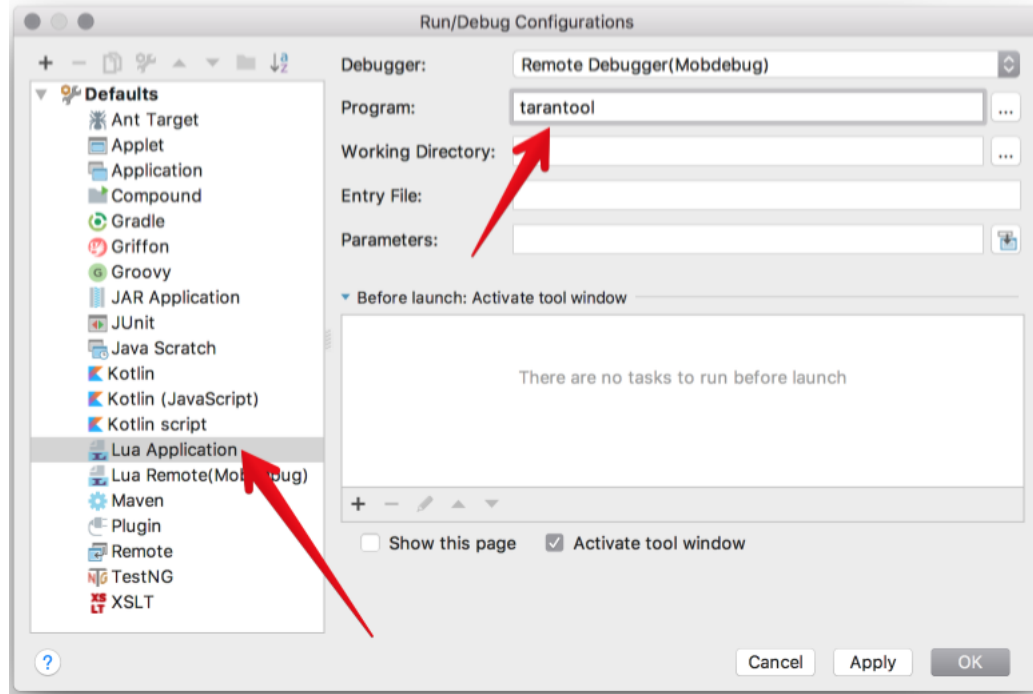 Run/Debug Configurations
Defaults
Ant Target
Applet
Application
Compound
Gradle
Griffon
Groovy
JAR Application
JUnit
Java Scratch
Kotlin
Kotlin (JavaScript)
Kotlin script
Lua Application
Lua Remote(Mobdebug)
Maven
Plugin
Remote
TestNG
XSLT
Debugger: Remote Debugger(Mobdebug)
Program: tarantool ...
Working Directory: ...
Entry File:
Parameters:
Before launch: Activate tool window
There are no tasks to run before launch
Show this page Activate tool window
? Cancel Apply OK